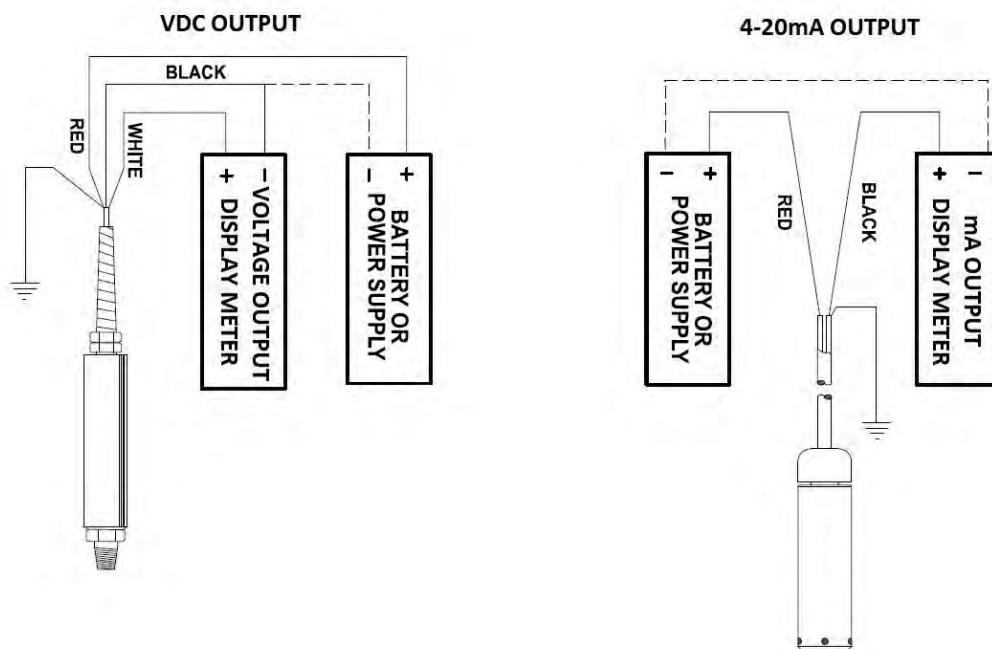 VDC OUTPUT
BLACK
RED
WHITE
+ −
VOLTAGE OUTPUT
DISPLAY METER
− +
BATTERY OR
POWER SUPPLY
4-20mA OUTPUT
− +
BATTERY OR
POWER SUPPLY
RED
BLACK
+ −
mA OUTPUT
DISPLAY METER